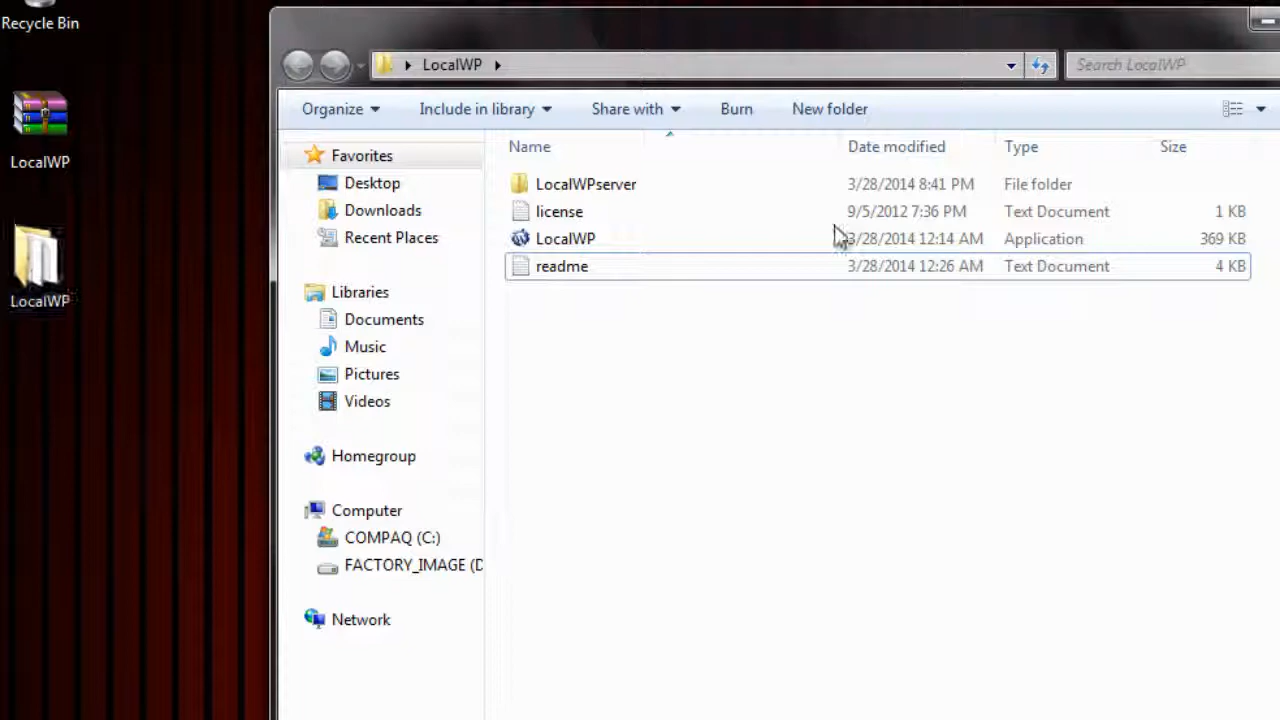 Recycle Bin
LocalWP
LocalWP
LocalWP
Search LocalWP
Organize
Include in library
Share with
Burn
New folder
Name
Date modified
Type
Size
Favorites
Desktop
Downloads
Recent Places
Libraries
Documents
Music
Pictures
Videos
Homegroup
Computer
COMPAQ (C:)
FACTORY_IMAGE (D
Network
LocalWPserver 3/28/2014 8:41 PM File folder
license 9/5/2012 7:36 PM Text Document 1 KB
LocalWP 3/28/2014 12:14 AM Application 369 KB
readme 3/28/2014 12:26 AM Text Document 4 KB